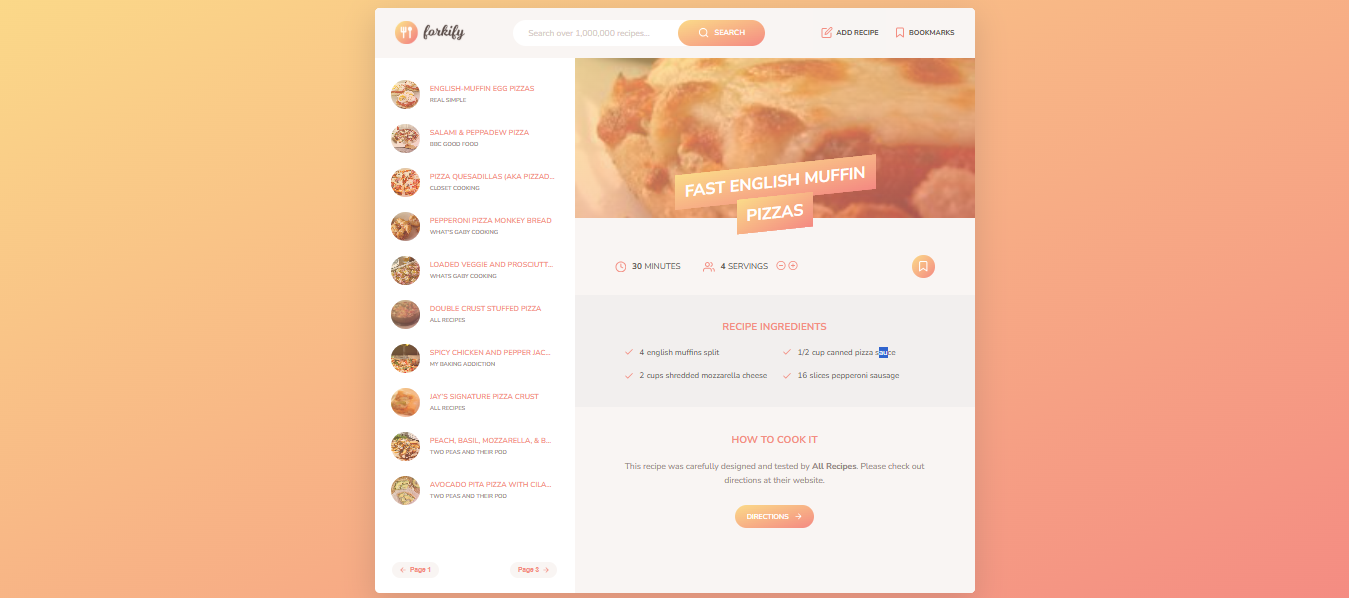 forkify
Search over 1,000,000 recipes...
SEARCH
ADD RECIPE
BOOKMARKS
ENGLISH-MUFFIN EGG PIZZAS
REAL SIMPLE
SALAMI & PEPPADEW PIZZA
BBC GOOD FOOD
PIZZA QUESADILLAS (AKA PIZZAD...
CLOSET COOKING
PEPPERONI PIZZA MONKEY BREAD
WHAT'S GABY COOKING
LOADED VEGGIE AND PROSCIUTT...
WHATS GABY COOKING
DOUBLE CRUST STUFFED PIZZA
ALL RECIPES
SPICY CHICKEN AND PEPPER JAC...
MY BAKING ADDICTION
JAY'S SIGNATURE PIZZA CRUST
ALL RECIPES
PEACH, BASIL, MOZZARELLA, & B...
TWO PEAS AND THEIR POD
AVOCADO PITA PIZZA WITH CILA...
TWO PEAS AND THEIR POD
← Page 1
Page 3 →
FAST ENGLISH MUFFIN
PIZZAS
30 MINUTES
4 SERVINGS
RECIPE INGREDIENTS
4 english muffins split
1/2 cup canned pizza sauce
2 cups shredded mozzarella cheese
16 slices pepperoni sausage
HOW TO COOK IT
This recipe was carefully designed and tested by All Recipes. Please check out
directions at their website.
DIRECTIONS →